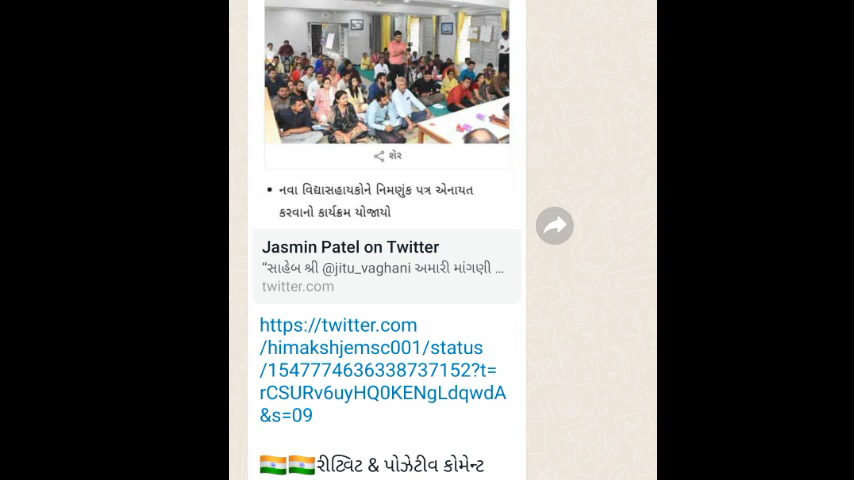 શેર
• નવા વિદ્યાસહાયકોને નિમણુંક પત્ર એનાયત
કરવાનો કાર્યક્રમ યોજાયો
Jasmin Patel on Twitter
“સાહેબ શ્રી @jitu_vaghani અમારી માંગણી ...
twitter.com
https://twitter.com
/himakshjemsc001/status
/1547774636338737152?t=
rCSURv6uyHQ0KENgLdqwdA
&s=09
🇮🇳🇮🇳રીટ્વિટ & પોઝેટીવ કોમેન્ટ